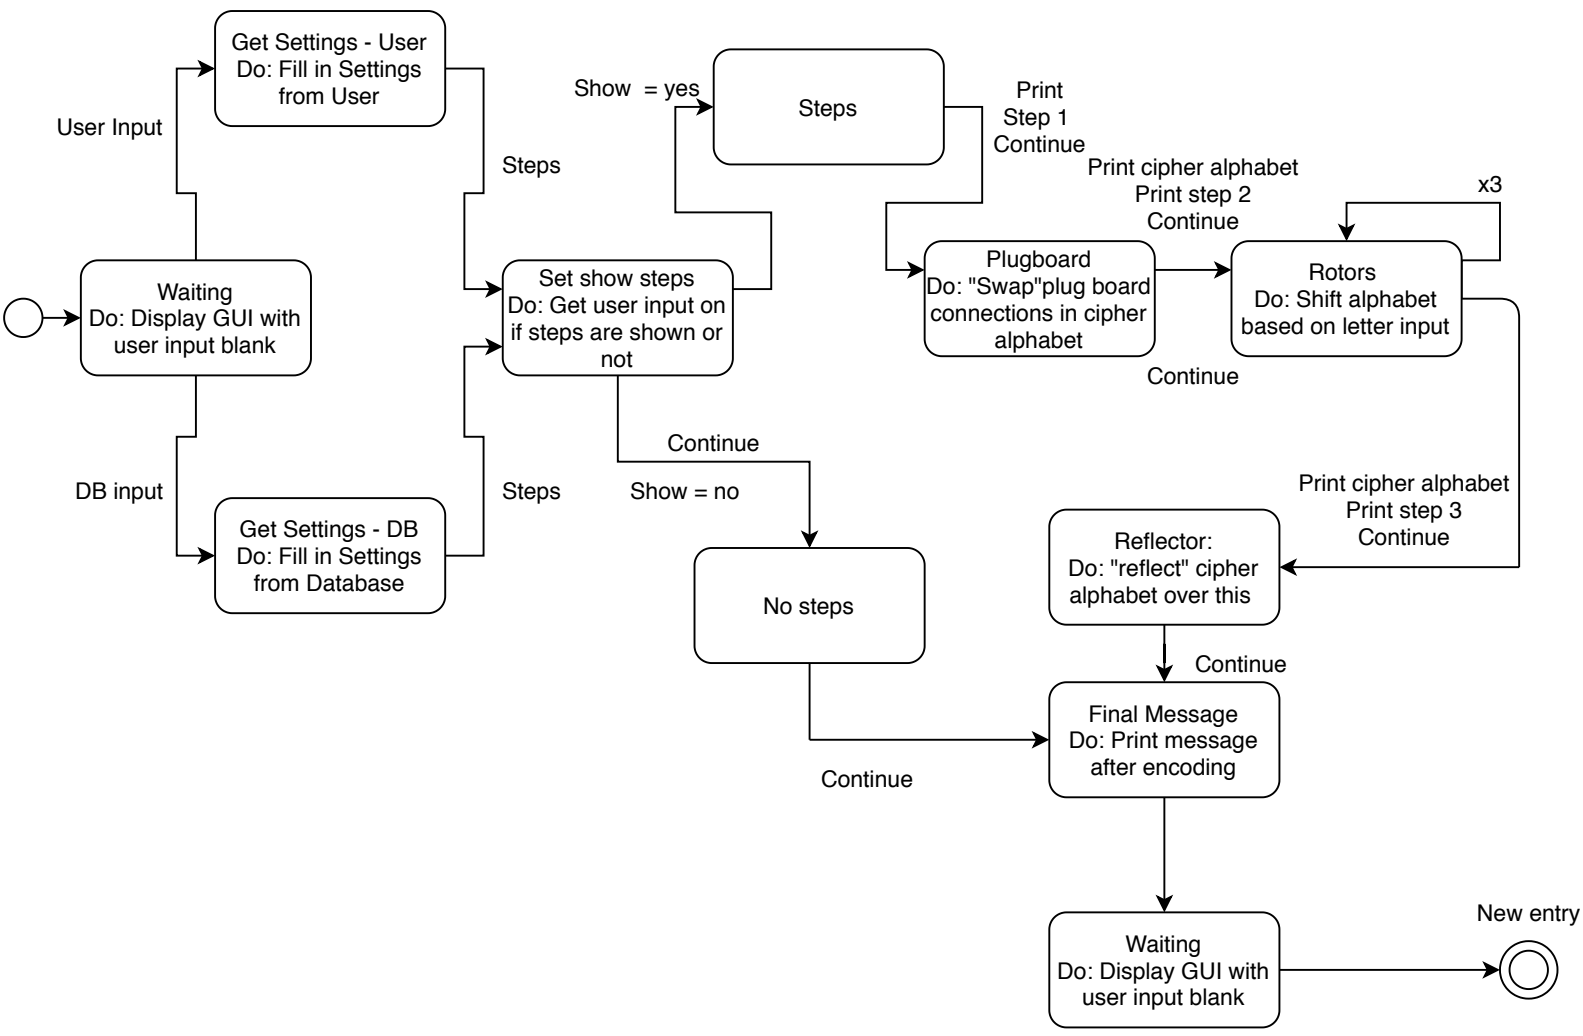 Get Settings - User
Do: Fill in Settings
from User
User Input
Steps
Waiting
Do: Display GUI with
user input blank
DB input
Get Settings - DB
Do: Fill in Settings
from Database
Steps
Set show steps
Do: Get user input on
if steps are shown or
not
Show  = yes
Steps
Print
Step 1
Continue
Plugboard
Do: "Swap"plug board
connections in cipher
alphabet
Print cipher alphabet
Print step 2
Continue
x3
Rotors
Do: Shift alphabet
based on letter input
Continue
Continue
Show = no
No steps
Continue
Print cipher alphabet
Print step 3
Continue
Reflector:
Do: "reflect" cipher
alphabet over this
Continue
Final Message
Do: Print message
after encoding
Waiting
Do: Display GUI with
user input blank
New entry